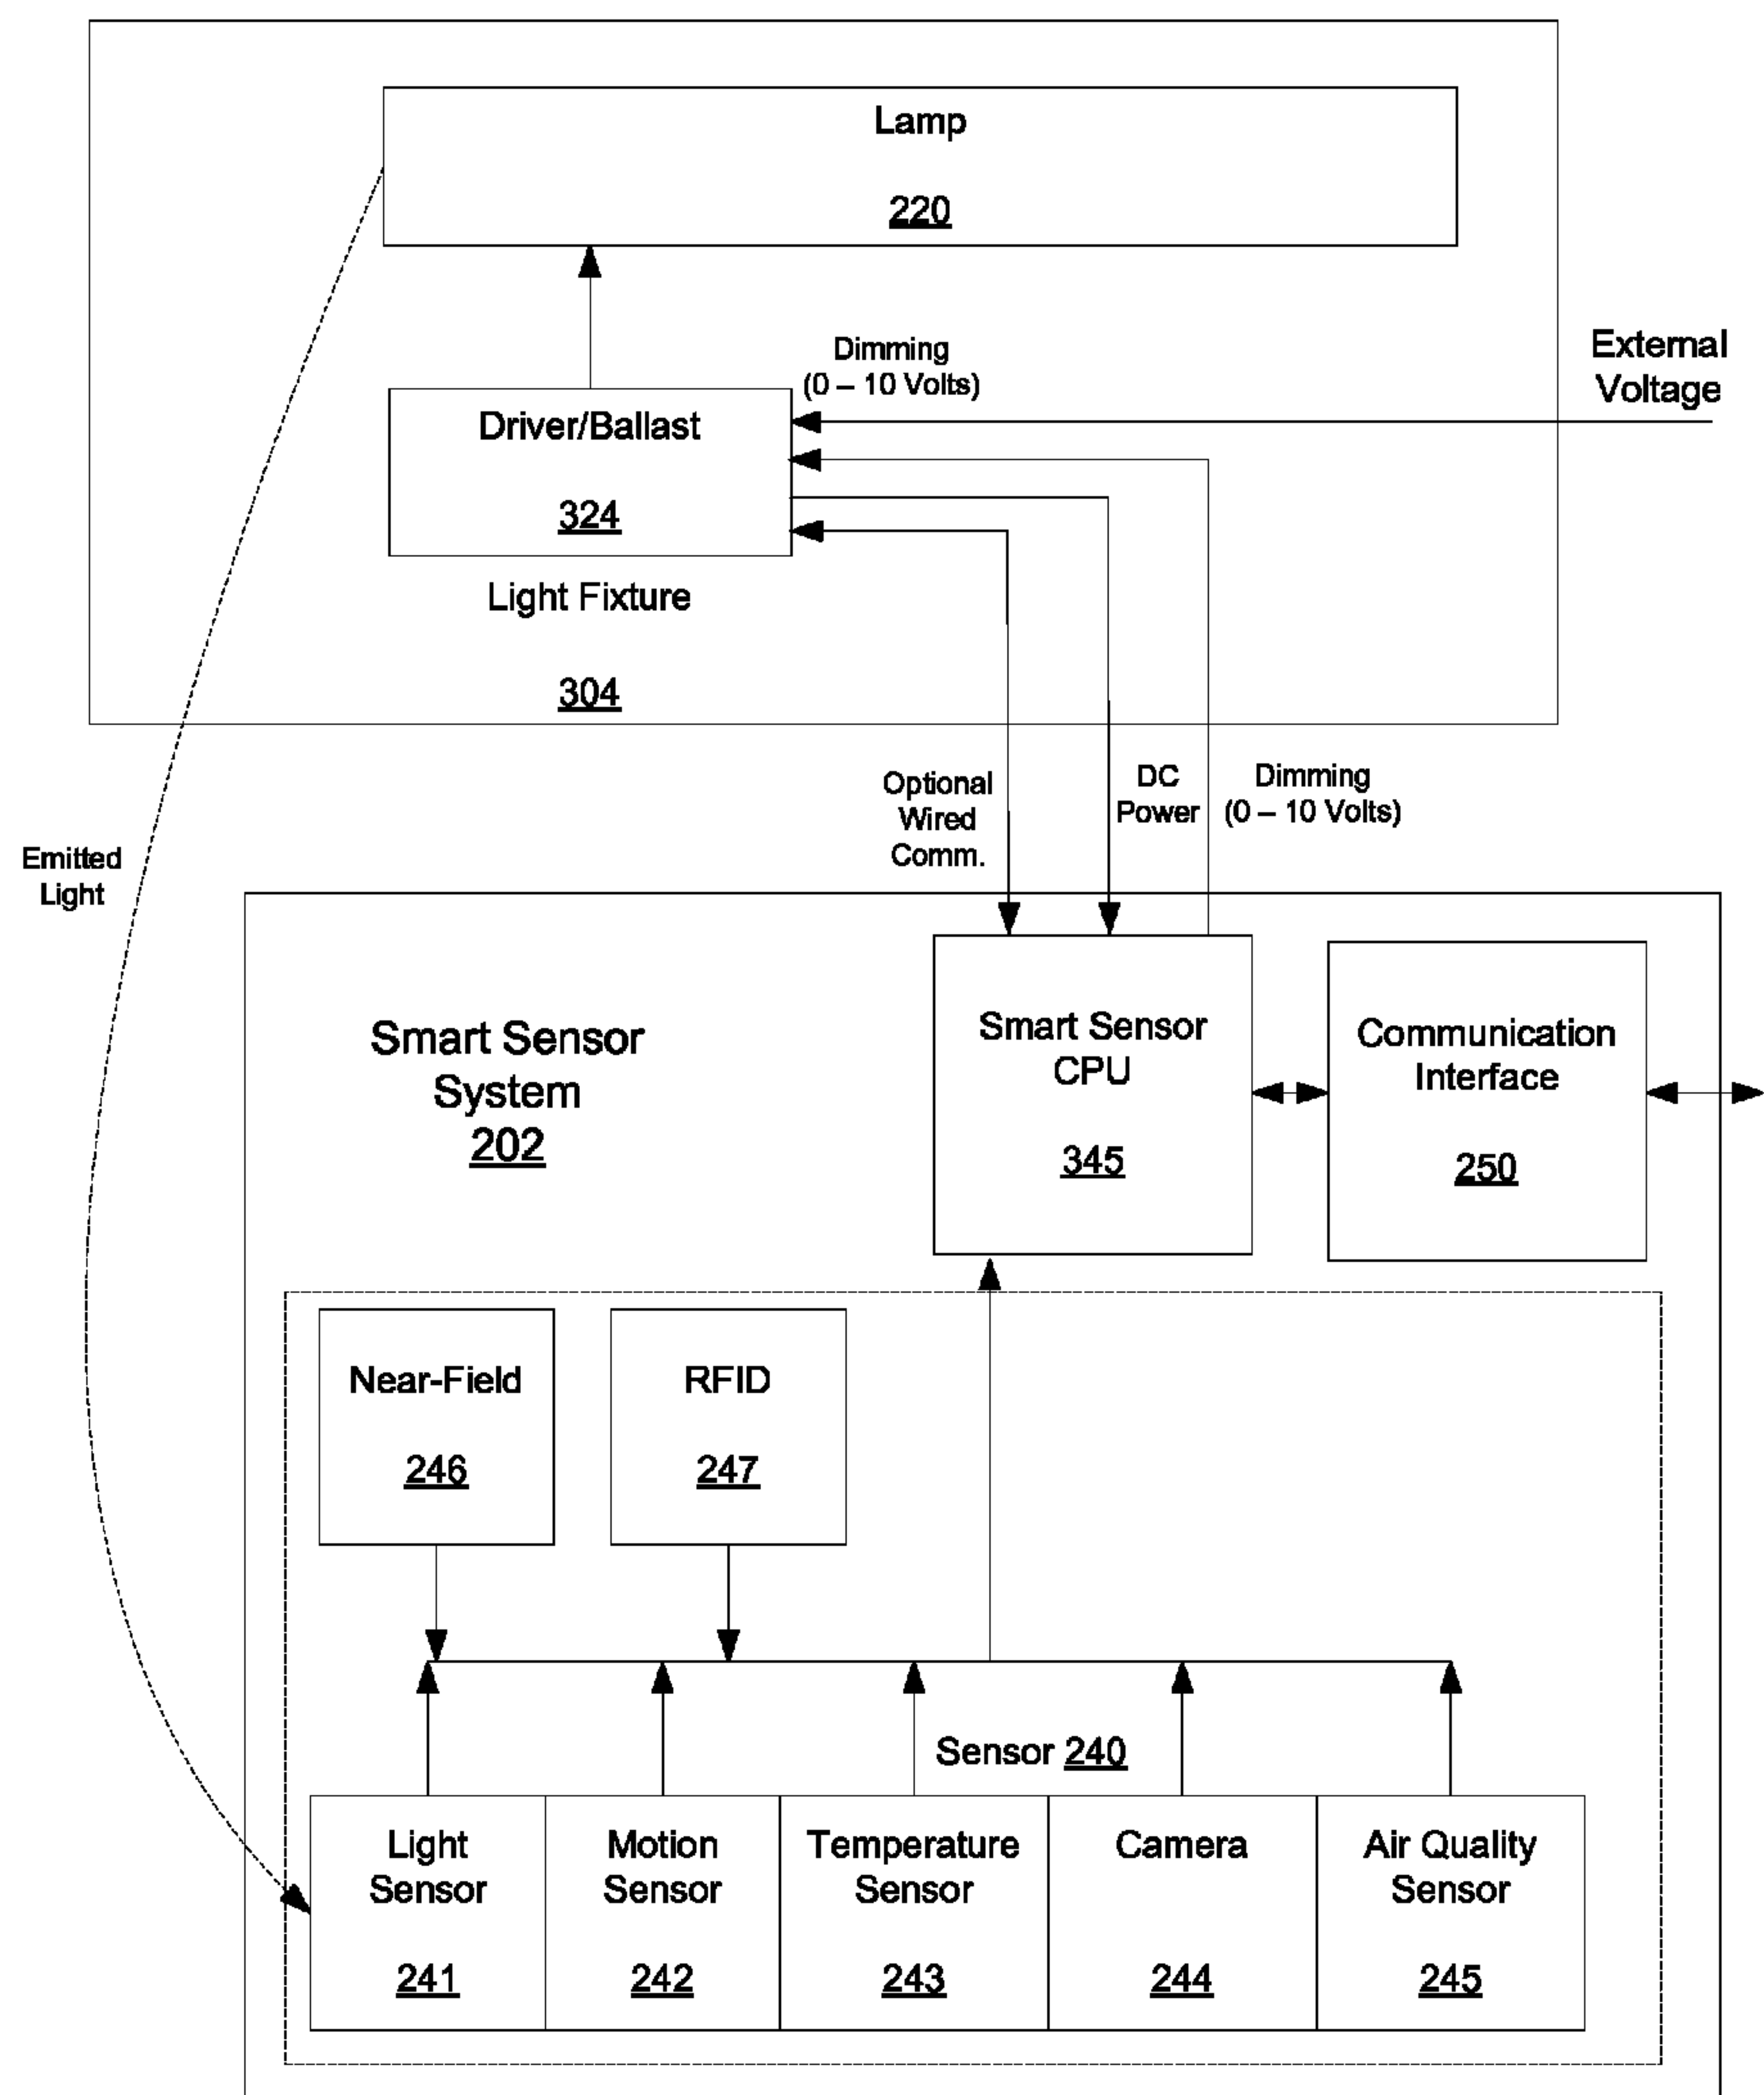 Lamp
220
Dimming
(0 – 10 Volts)
External
Voltage
Driver/Ballast
324
Light Fixture
304
Optional
Wired
Comm.
DC
Power
Dimming
(0 – 10 Volts)
Emitted
Light
Smart Sensor
System
202
Smart Sensor
CPU
345
Communication
Interface
250
Near-Field
246
RFID
247
Sensor 240
Light
Sensor
241
Motion
Sensor
242
Temperature
Sensor
243
Camera
244
Air Quality
Sensor
245